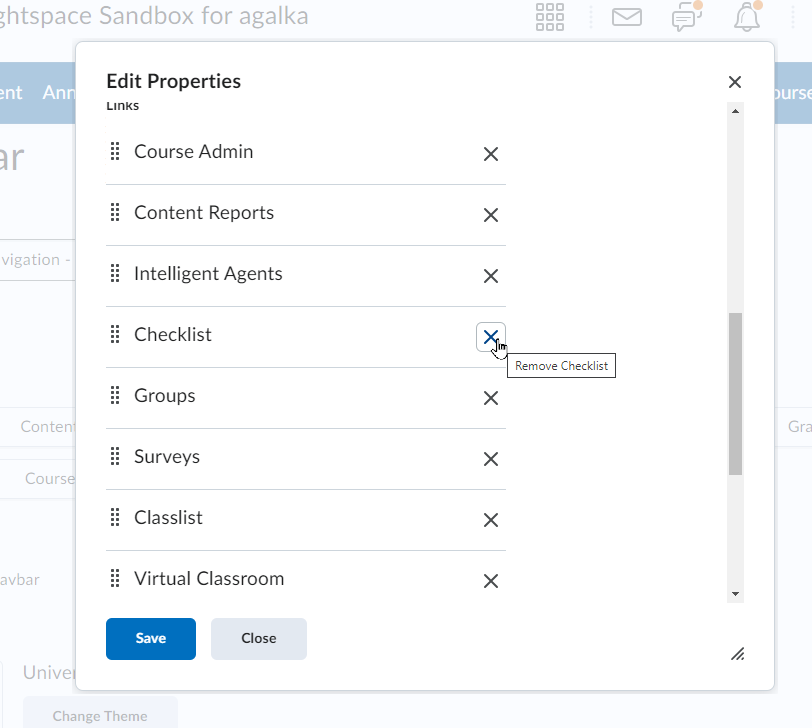 ghtspace Sandbox for agalka
ent Ann
ourse
ar
Edit Properties
Links
Course Admin
Content Reports
Intelligent Agents
Checklist
Remove Checklist
Groups
Surveys
Classlist
Virtual Classroom
Save Close
vigation -
Content
Gra
Course
avbar
Univer
Change Theme